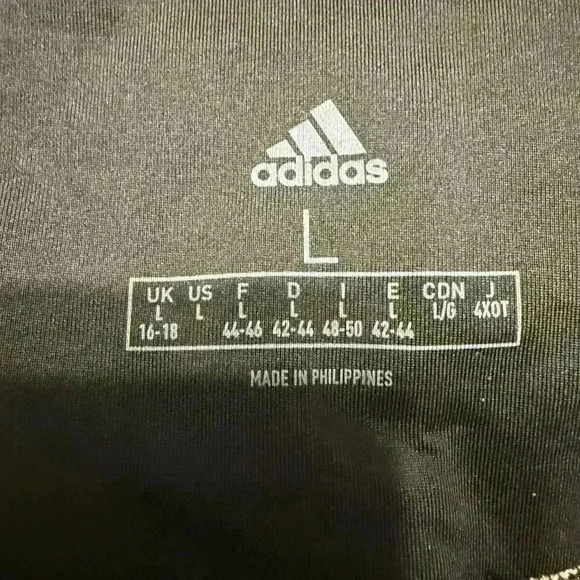 adidas
L
UK US F D I E CDN J
L L L L L L L/G 4XOT
16-18 44-46 42-44 48-50 42-44
MADE IN PHILIPPINES